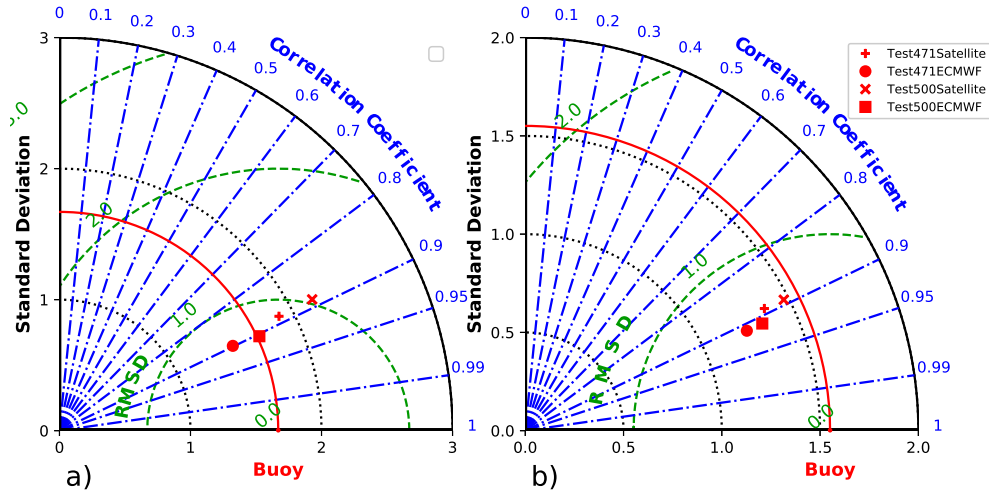 0 0.1 0.2 0.3 0.4 0.5 0.6 0.7 0.8 0.9 0.95 0.99 1
Correlation Coefficient
Standard Deviation
3
2
1
0
3.0
2.0
1.0
0.0
RMSD
0 1 2 3
Buoy
a)
0 0.1 0.2 0.3 0.4 0.5 0.6 0.7 0.8 0.9 0.95 0.99 1
Correlation Coefficient
Test471Satellite
Test471ECMWF
Test500Satellite
Test500ECMWF
Standard Deviation
2.0
1.5
1.0
0.5
0.0
2.0
1.0
0.0
RMSD
0.0 0.5 1.0 1.5 2.0
Buoy
b)